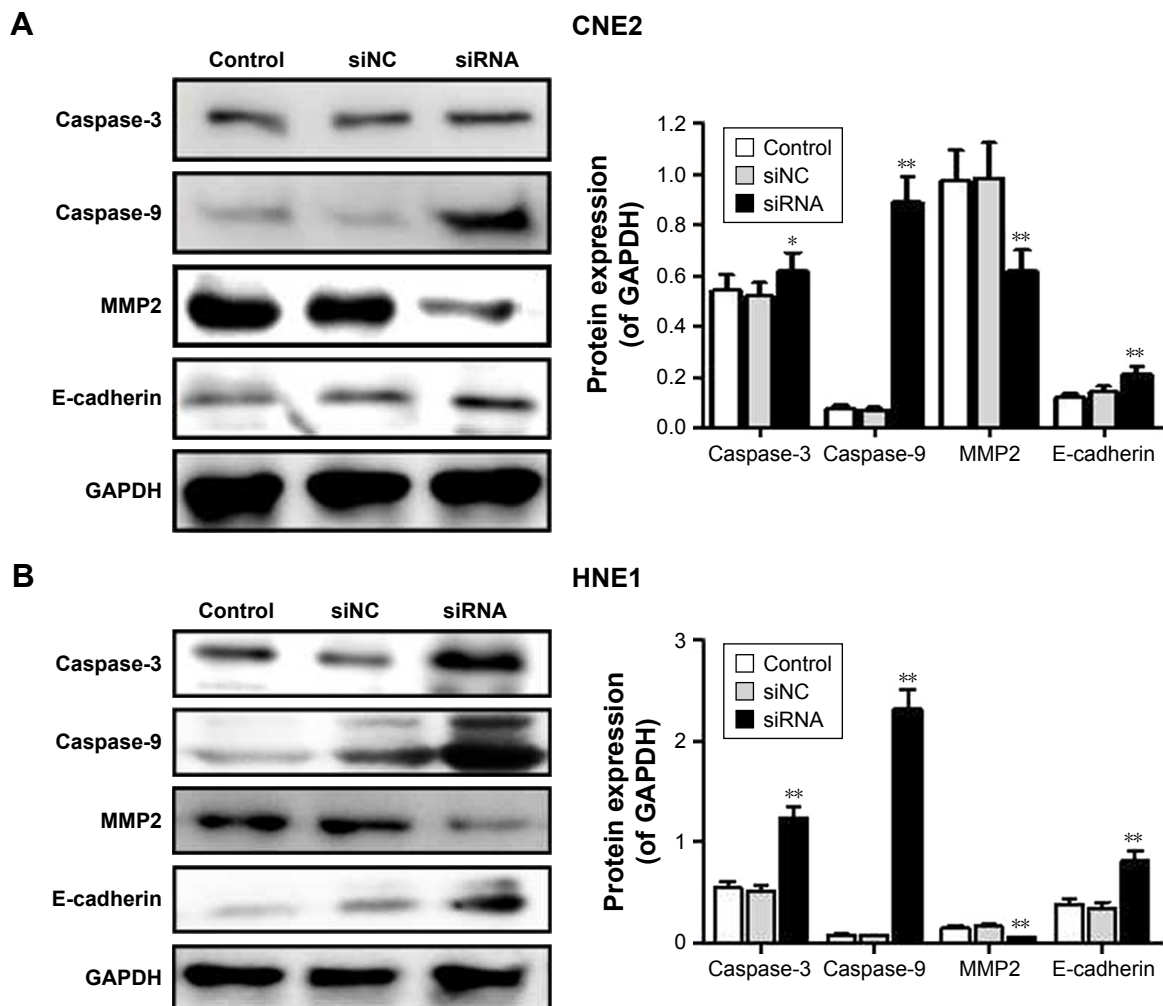 A
Control siNC siRNA
Caspase-3
Caspase-9
MMP2
E-cadherin
GAPDH
CNE2
Protein expression
(of GAPDH)
1.2
1.0
0.8
0.6
0.4
0.2
0.0
Control
siNC
siRNA
*
**
**
**
Caspase-3 Caspase-9 MMP2 E-cadherin
B
Control siNC siRNA
Caspase-3
Caspase-9
MMP2
E-cadherin
GAPDH
HNE1
Protein expression
(of GAPDH)
3
2
1
0
Control
siNC
siRNA
**
**
**
**
Caspase-3 Caspase-9 MMP2 E-cadherin